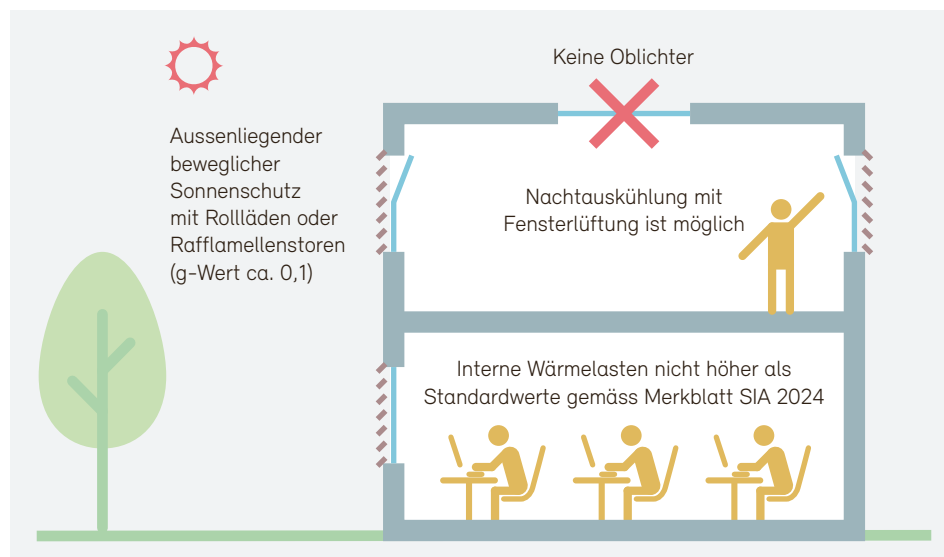 Keine Oblichter
Aussenliegender
beweglicher
Sonnenschutz
mit Rollläden oder
Rafflamellenstoren
(g-Wert ca. 0,1)
Nachtauskühlung mit
Fensterlüftung ist möglich
Interne Wärmelasten nicht höher als
Standardwerte gemäss Merkblatt SIA 2024